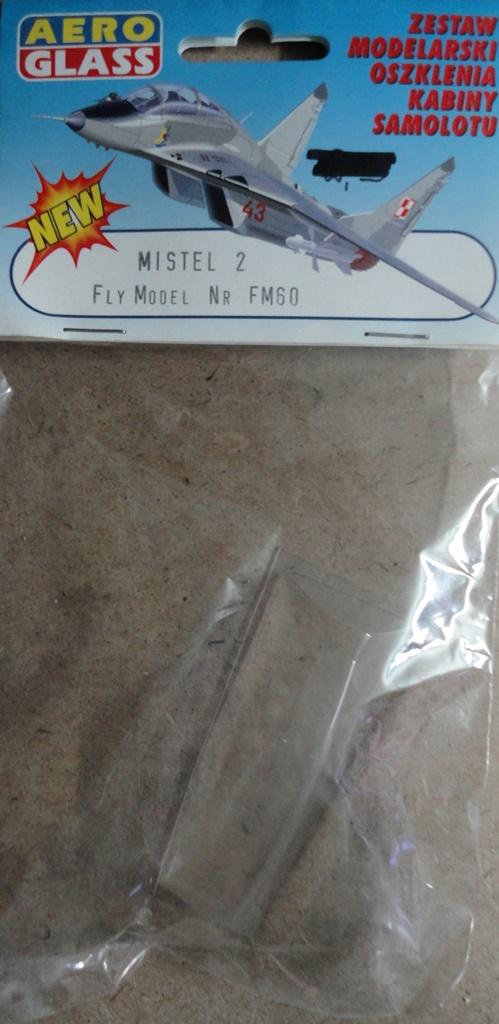 AERO
GLASS
ZESTAW
MODELARSKI
OSZKLENIA
KABINY
SAMOLOTU
NEW
43
MISTEL 2
FLY MODEL NR FM60